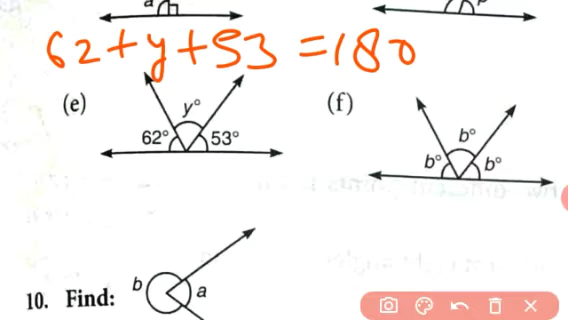 a
62+y+53=180
(e)
y°
62°
53°
(f)
b°
b° b°
10. Find:
b
a